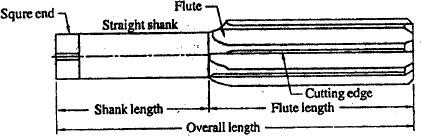 Flute
Straight shank
Squre end
Cutting edge
Shank length
Flute length
Overall length